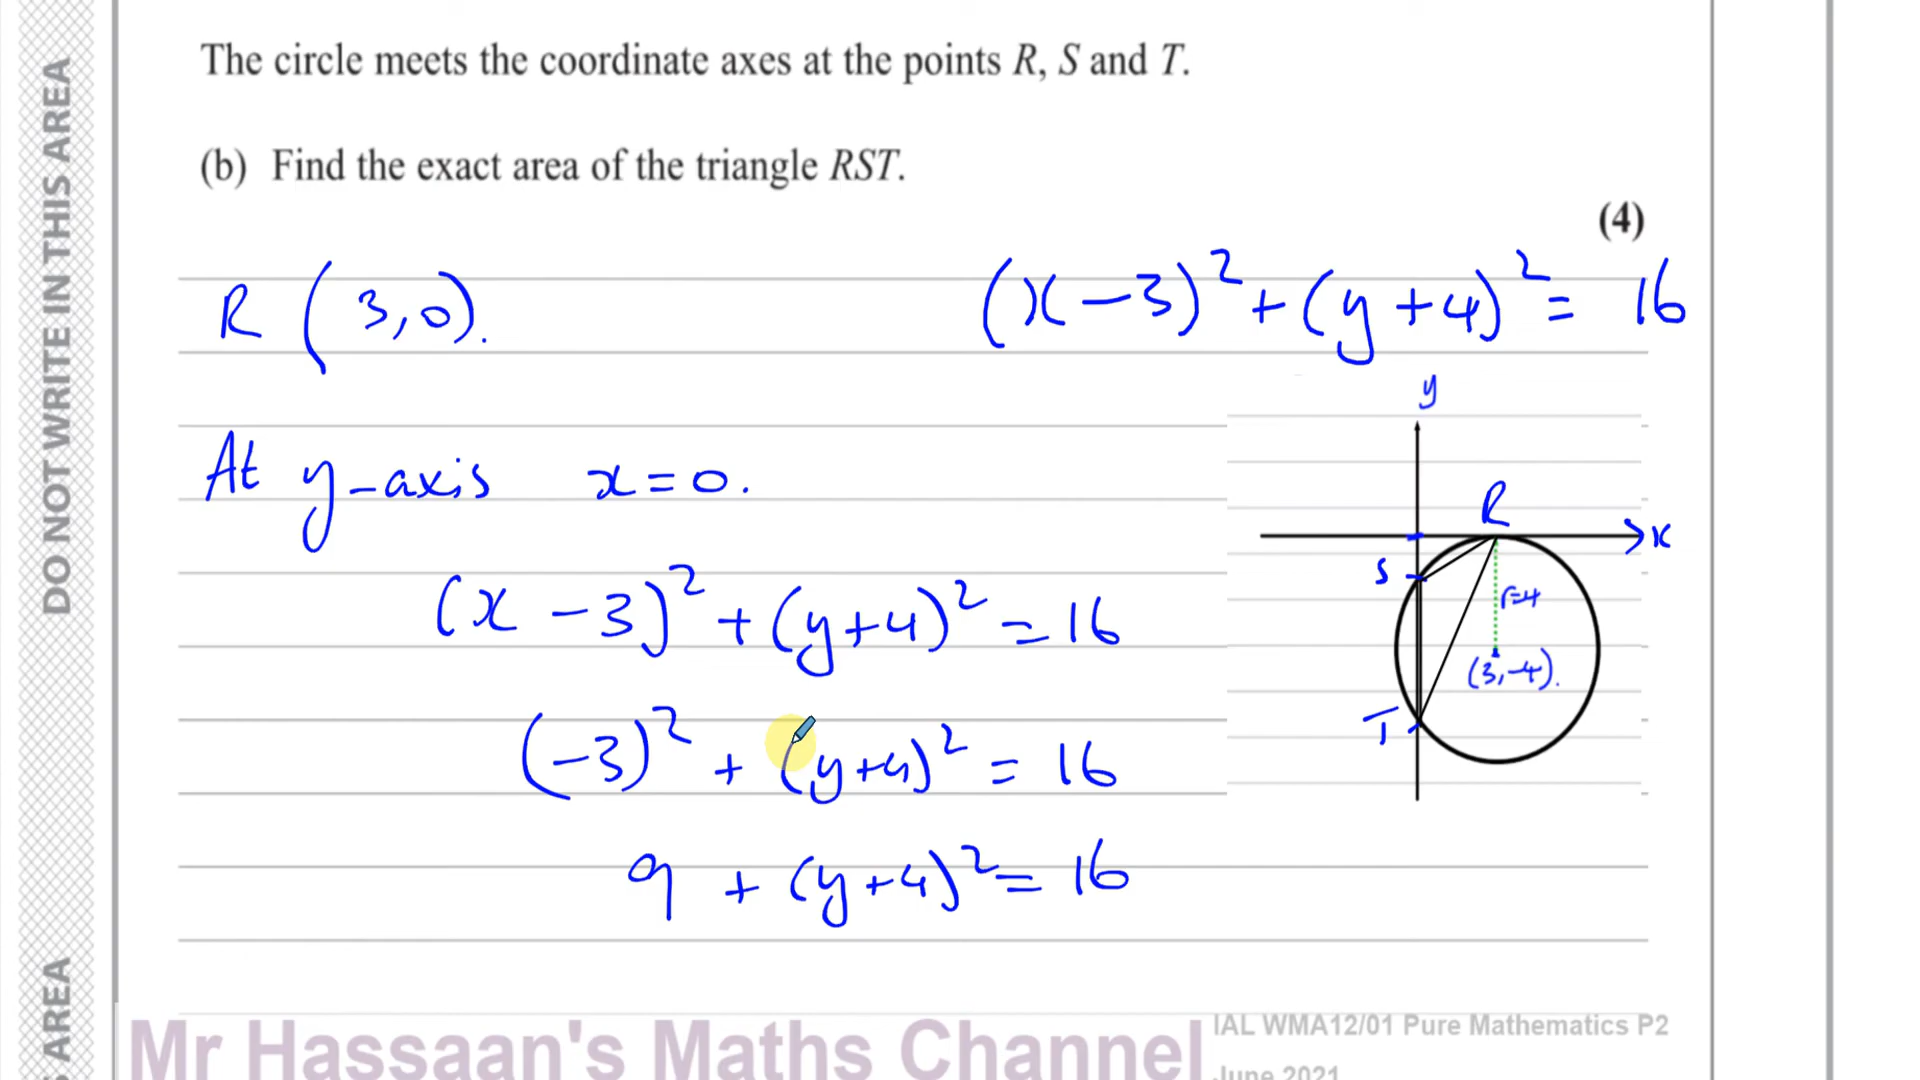 DO NOT WRITE IN THIS AREA
The circle meets the coordinate axes at the points R, S and T.
(b) Find the exact area of the triangle RST.
(4)
R (3,0).
(x-3)² + (y+4)² = 16
At y-axis x=0.
(x-3)² + (y+4)² = 16
(-3)² + (y+4)² = 16
9 + (y+4)² = 16
y
R
x
S
r=4
(3,-4).
T
AREA
Mr Hassaan's Maths Channel
IAL WMA12/01 Pure Mathematics P2
June 2021